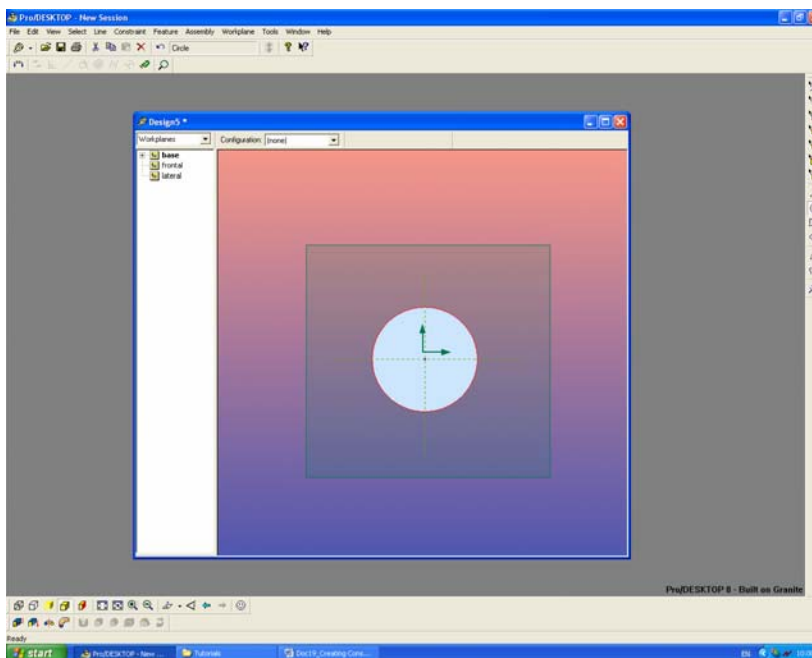 Pro/DESKTOP - New Session
File Edit View Select Line Constraint Feature Assembly Workplane Tools Window Help
Circle
Design5 *
Workplanes Configuration: (none)
base
frontal
lateral
Pro/DESKTOP 8 - Built on Granite
Ready
start Pro/DESKTOP - New ... Tutorials Doc19_Creating Cons... EN